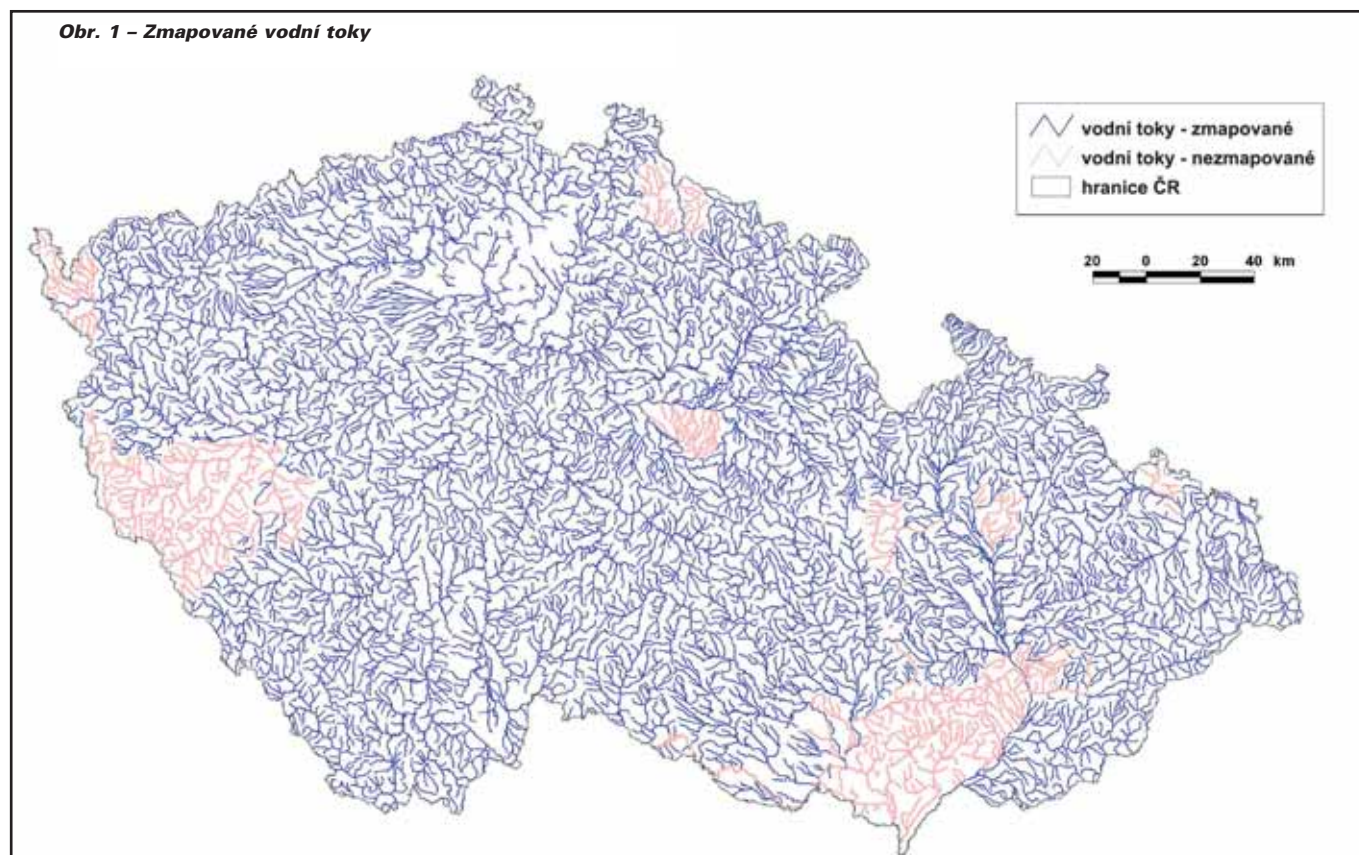 Obr. 1 – Zmapované vodní toky
vodní toky - zmapované
vodní toky - nezmapované
hranice ČR
20 0 20 40 km